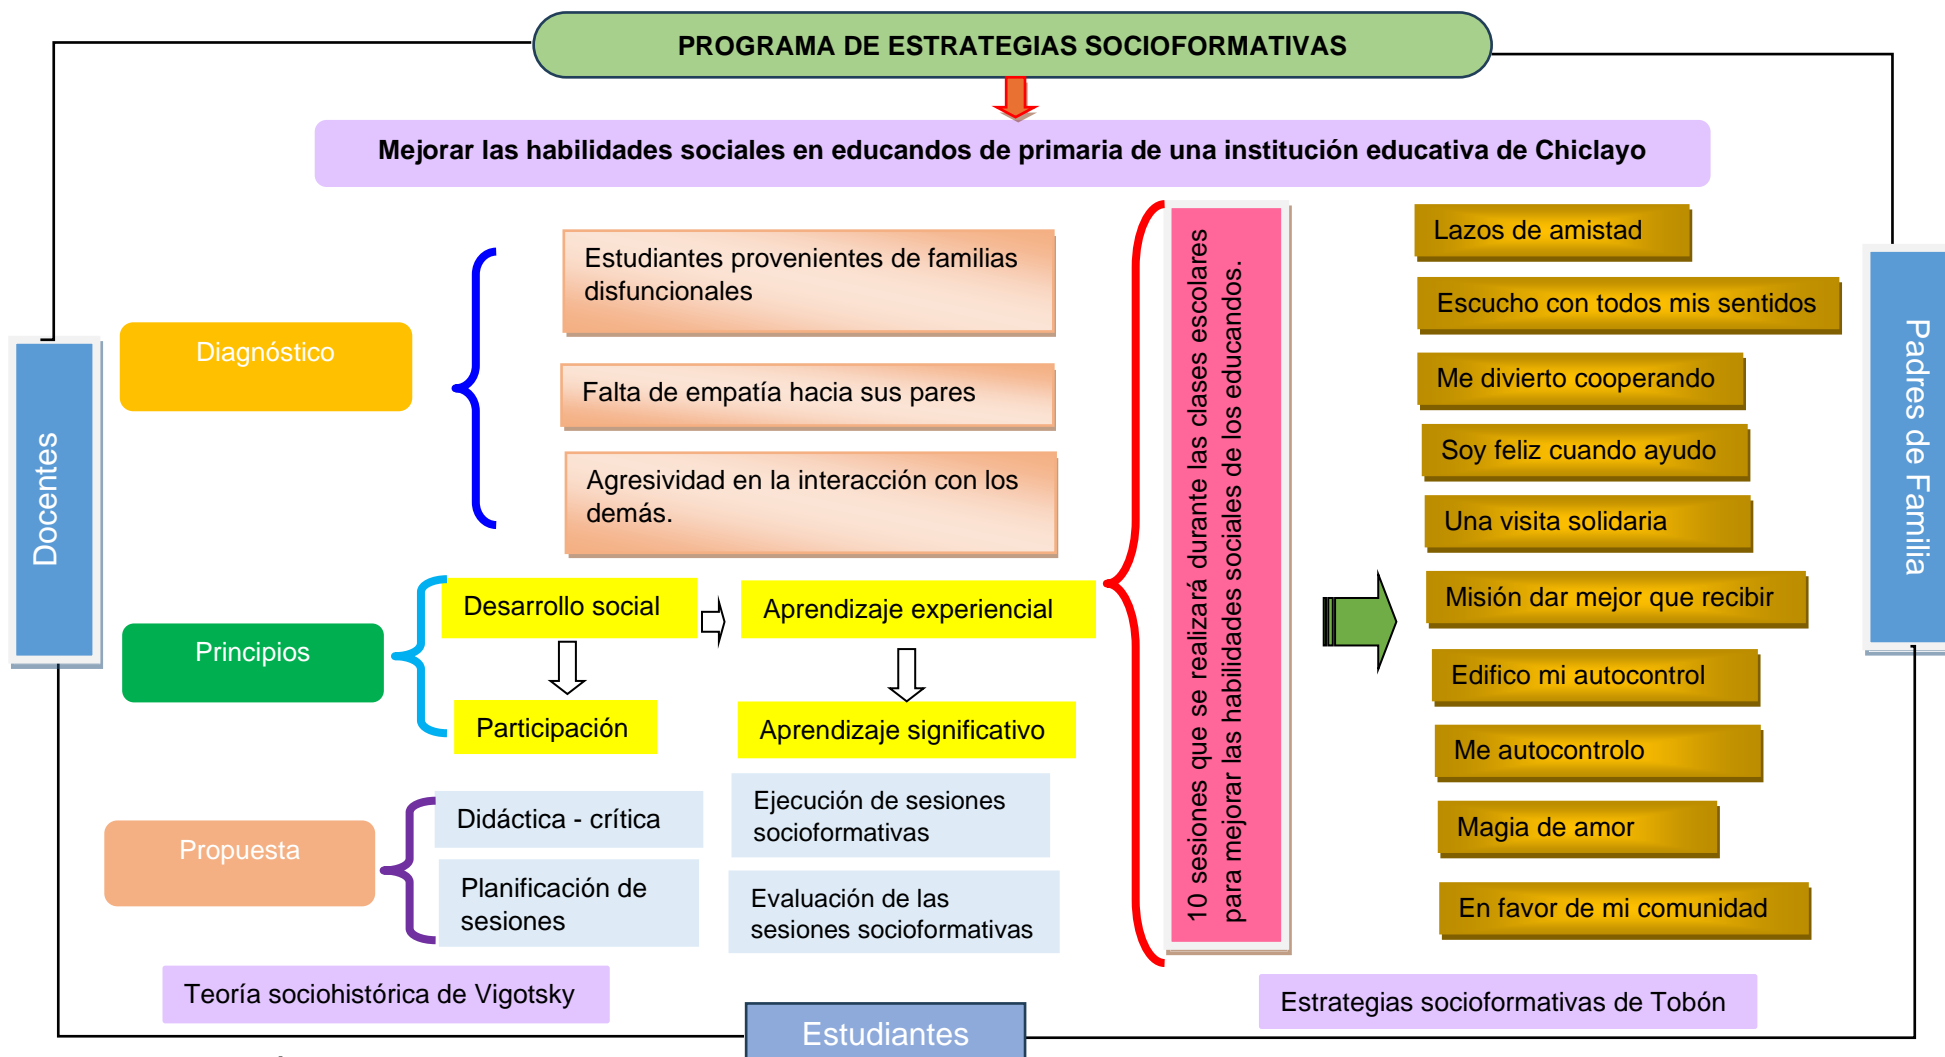 PROGRAMA DE ESTRATEGIAS SOCIOFORMATIVAS
Mejorar las habilidades sociales en educandos de primaria de una institución educativa de Chiclayo
Docentes
Diagnóstico
Estudiantes provenientes de familias
disfuncionales
Falta de empatía hacia sus pares
Agresividad en la interacción con los
demás.
Principios
Desarrollo social
Aprendizaje experiencial
Participación
Aprendizaje significativo
Propuesta
Didáctica - crítica
Ejecución de sesiones
socioformativas
Planificación de
sesiones
Evaluación de las
sesiones socioformativas
10 sesiones que se realizará durante las clases escolares
para mejorar las habilidades sociales de los educandos.
Lazos de amistad
Escucho con todos mis sentidos
Me divierto cooperando
Soy feliz cuando ayudo
Una visita solidaria
Misión dar mejor que recibir
Edifico mi autocontrol
Me autocontrolo
Magia de amor
En favor de mi comunidad
Padres de Familia
Teoría sociohistórica de Vigotsky
Estrategias socioformativas de Tobón
Estudiantes